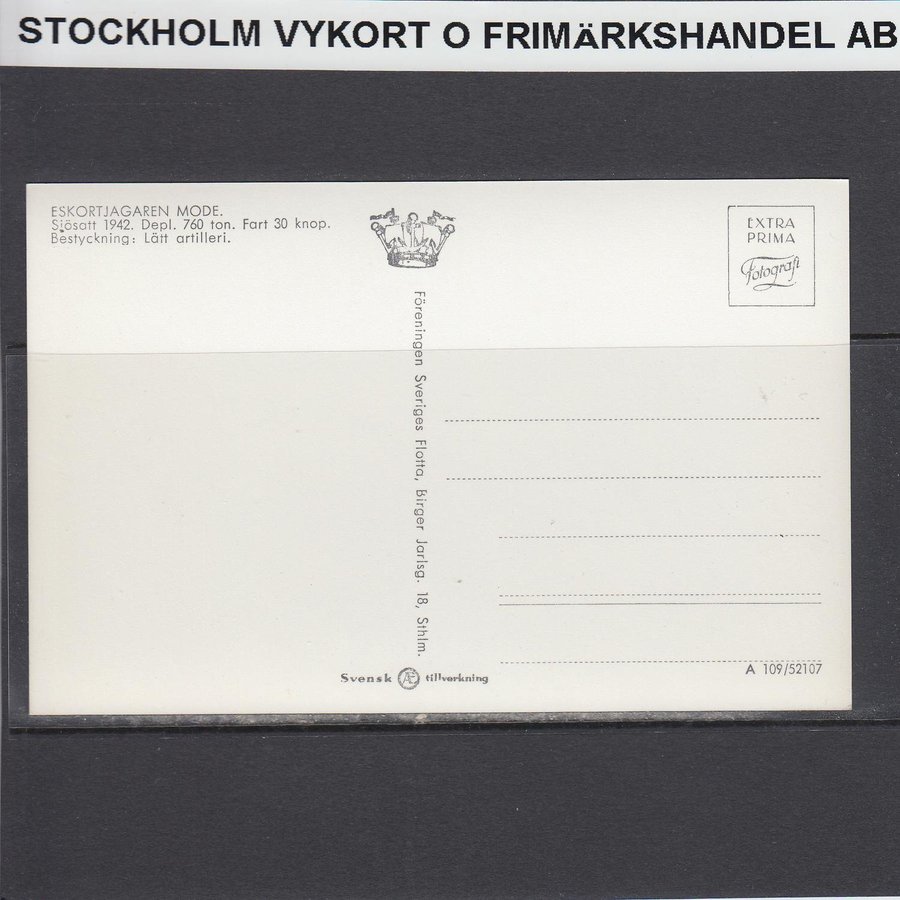 STOCKHOLM VYKORT O FRIMÄRKSHANDEL AB
ESKORTJAGAREN MODE.
Sjösatt 1942. Depl. 760 ton. Fart 30 knop.
Bestyckning: Lätt artilleri.
EXTRA
PRIMA
Fotografi
Föreningen Sveriges Flotta, Birger Jarlsg. 18, Sthlm.
A 109/52107
Svensk Æ tillverkning